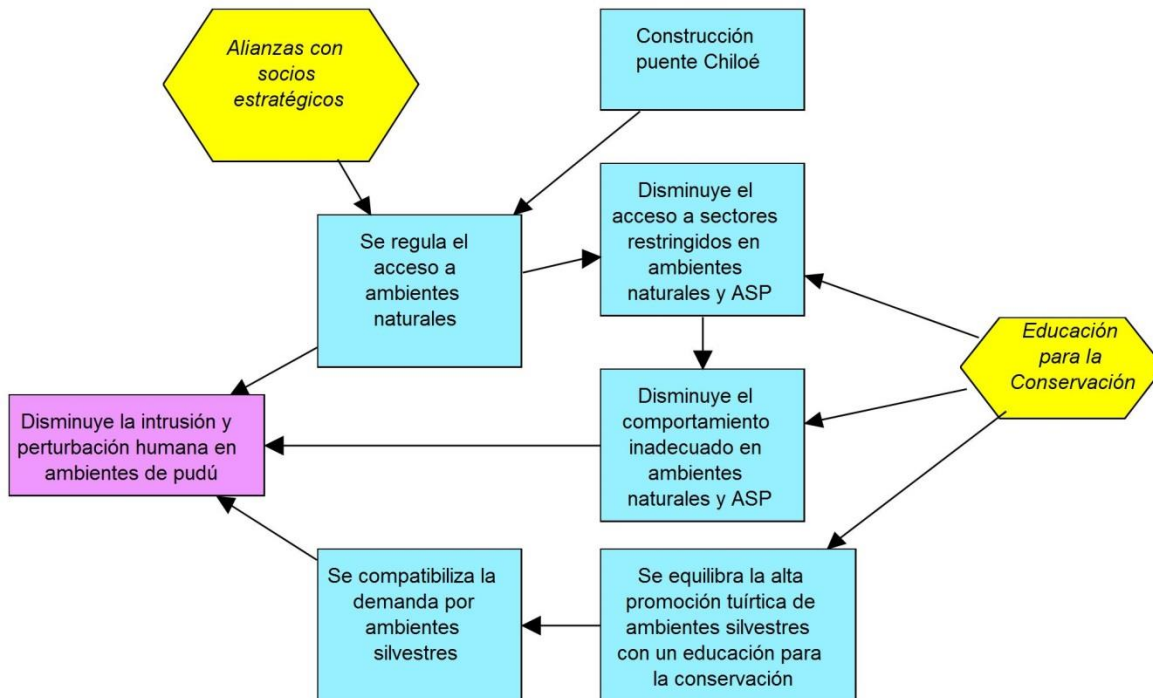 Alianzas con
socios
estratégicos
Construcción
puente Chiloé
Se regula el
acceso a
ambientes
naturales
Disminuye el
acceso a sectores
restringidos en
ambientes
naturales y ASP
Educación
para la
Conservación
Disminuye la intrusión y
perturbación humana en
ambientes de pudú
Disminuye el
comportamiento
inadecuado en
ambientes
naturales y ASP
Se compatibiliza la
demanda por
ambientes
silvestres
Se equilibra la alta
promoción tuírtica de
ambientes silvestres
con un educación para
la conservación